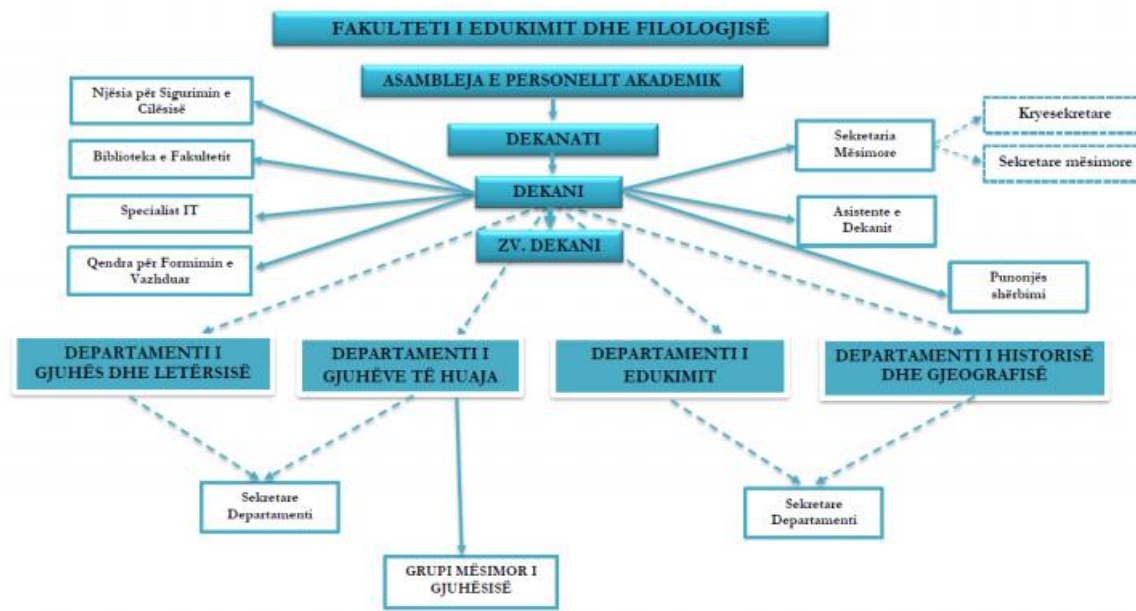 FAKULTETI I EDUKIMIT DHE FILOLOGJISË
ASAMBLEJA E PERSONELIT AKADEMIK
Njësia për Sigurimin e
Cilësisë
DEKANATI
Sekretaria
Mësimore
Kryesekretare
Sekretare mësimore
Biblioteka e Fakultetit
DEKANI
Specialist IT
Asistente e
Dekanit
ZV. DEKANI
Qendra për Formimin e
Vazhduar
Punonjës
shërbimi
DEPARTAMENTI I
GJUHËS DHE LETËRSISË
DEPARTAMENTI I
GJUHËVE TË HUAJA
DEPARTAMENTI I
EDUKIMIT
DEPARTAMENTI I HISTORISË
DHE GJEOGRAFISË
Sekretare
Departamenti
Sekretare
Departamenti
GRUPI MËSIMOR I
GJUHËSISË